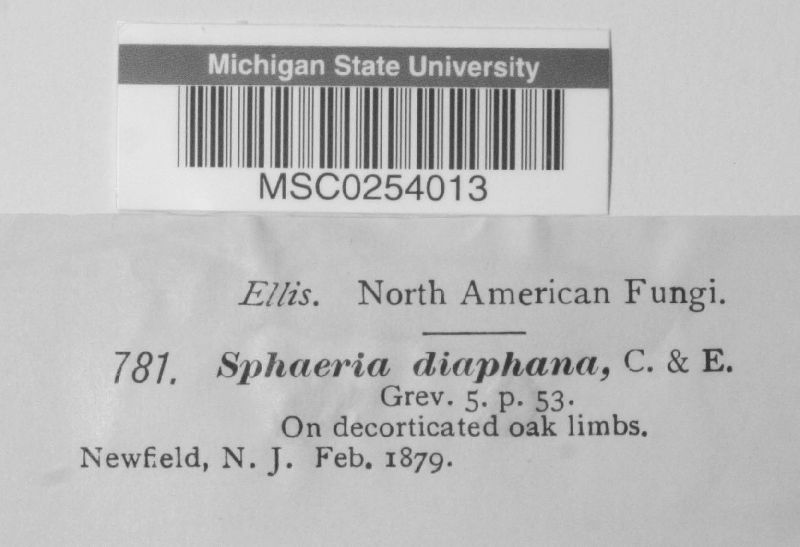 Michigan State University
MSC0254013
Ellis. North American Fungi.
781. Sphaeria diaphana, C. & E.
Grev. 5. p. 53.
On decorticated oak limbs.
Newfield, N. J. Feb. 1879.